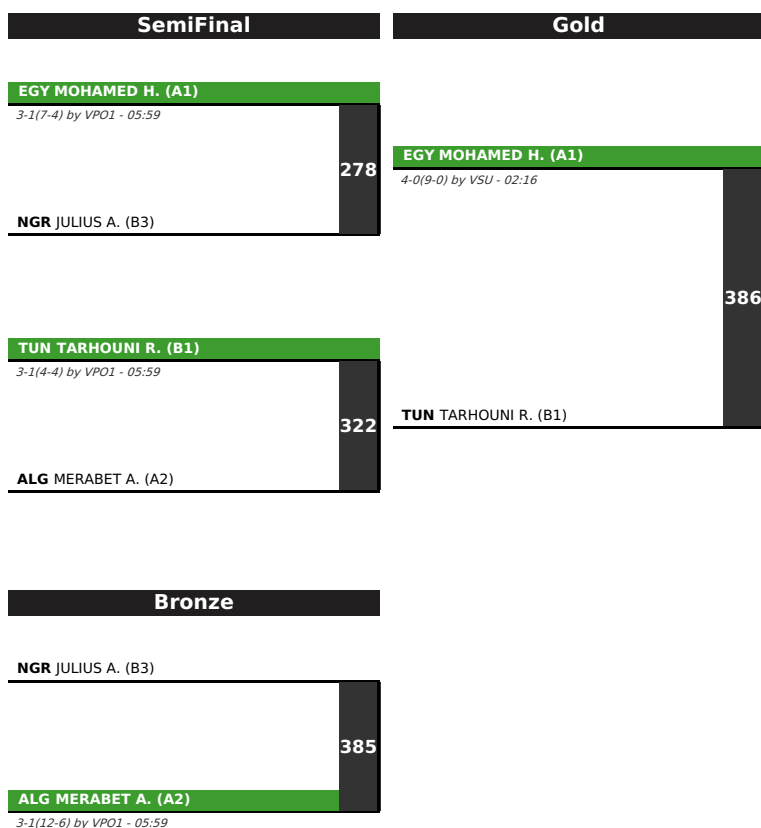 SemiFinal
EGY MOHAMED H. (A1)
3-1(7-4) by VPO1 - 05:59
278
NGR JULIUS A. (B3)
TUN TARHOUNI R. (B1)
3-1(4-4) by VPO1 - 05:59
322
ALG MERABET A. (A2)
Gold
EGY MOHAMED H. (A1)
4-0(9-0) by VSU - 02:16
386
TUN TARHOUNI R. (B1)
Bronze
NGR JULIUS A. (B3)
385
ALG MERABET A. (A2)
3-1(12-6) by VPO1 - 05:59